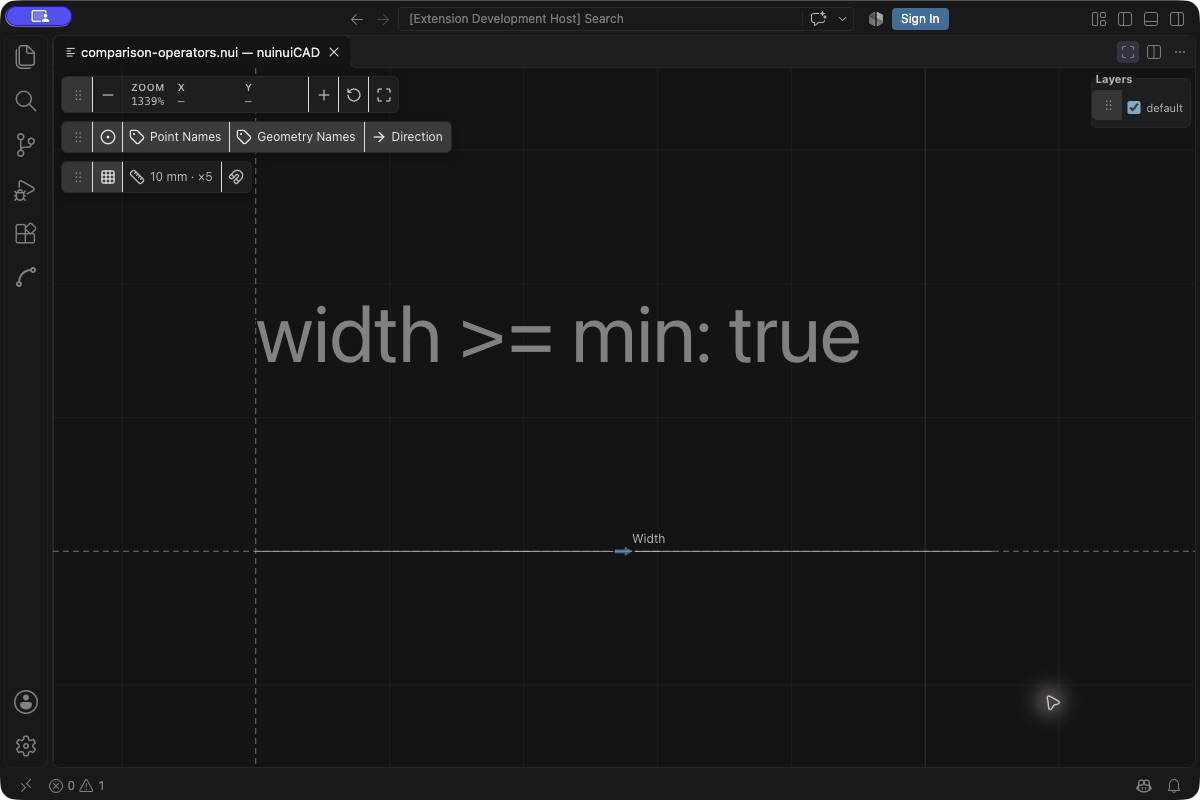 [Extension Development Host] Search
Sign In
comparison-operators.nui — nuinuiCAD
ZOOM X Y
1339% – –
Layers
default
Point Names
Geometry Names
Direction
10 mm · ×5
width >= min: true
Width
0 1